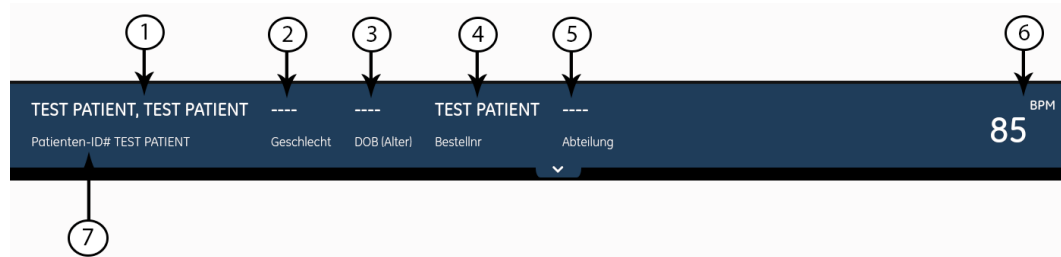 1 2 3 4 5 6
TEST PATIENT, TEST PATIENT ---- ---- TEST PATIENT ---- 85 BPM
Patienten-ID# TEST PATIENT Geschlecht DOB (Alter) Bestellnr Abteilung
7